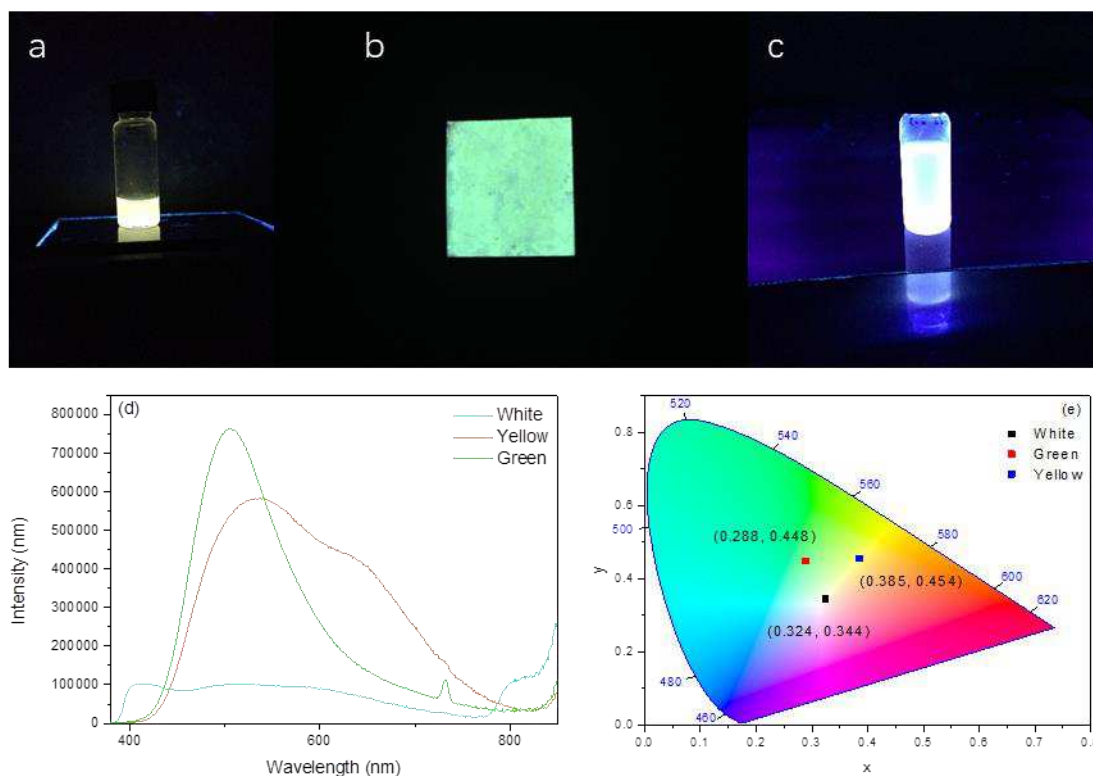 a
b
c
(d)
White
Yellow
Green
800000
700000
600000
500000
400000
300000
200000
100000
0
400
600
800
Intensity (nm)
Wavelength (nm)
(e)
White
Green
Yellow
520
540
560
580
600
620
500
480
460
(0.288, 0.448)
(0.385, 0.454)
(0.324, 0.344)
0.8
0.6
0.4
0.2
0.0
0.0
0.1
0.2
0.3
0.4
0.5
0.6
0.7
0.8
y
x